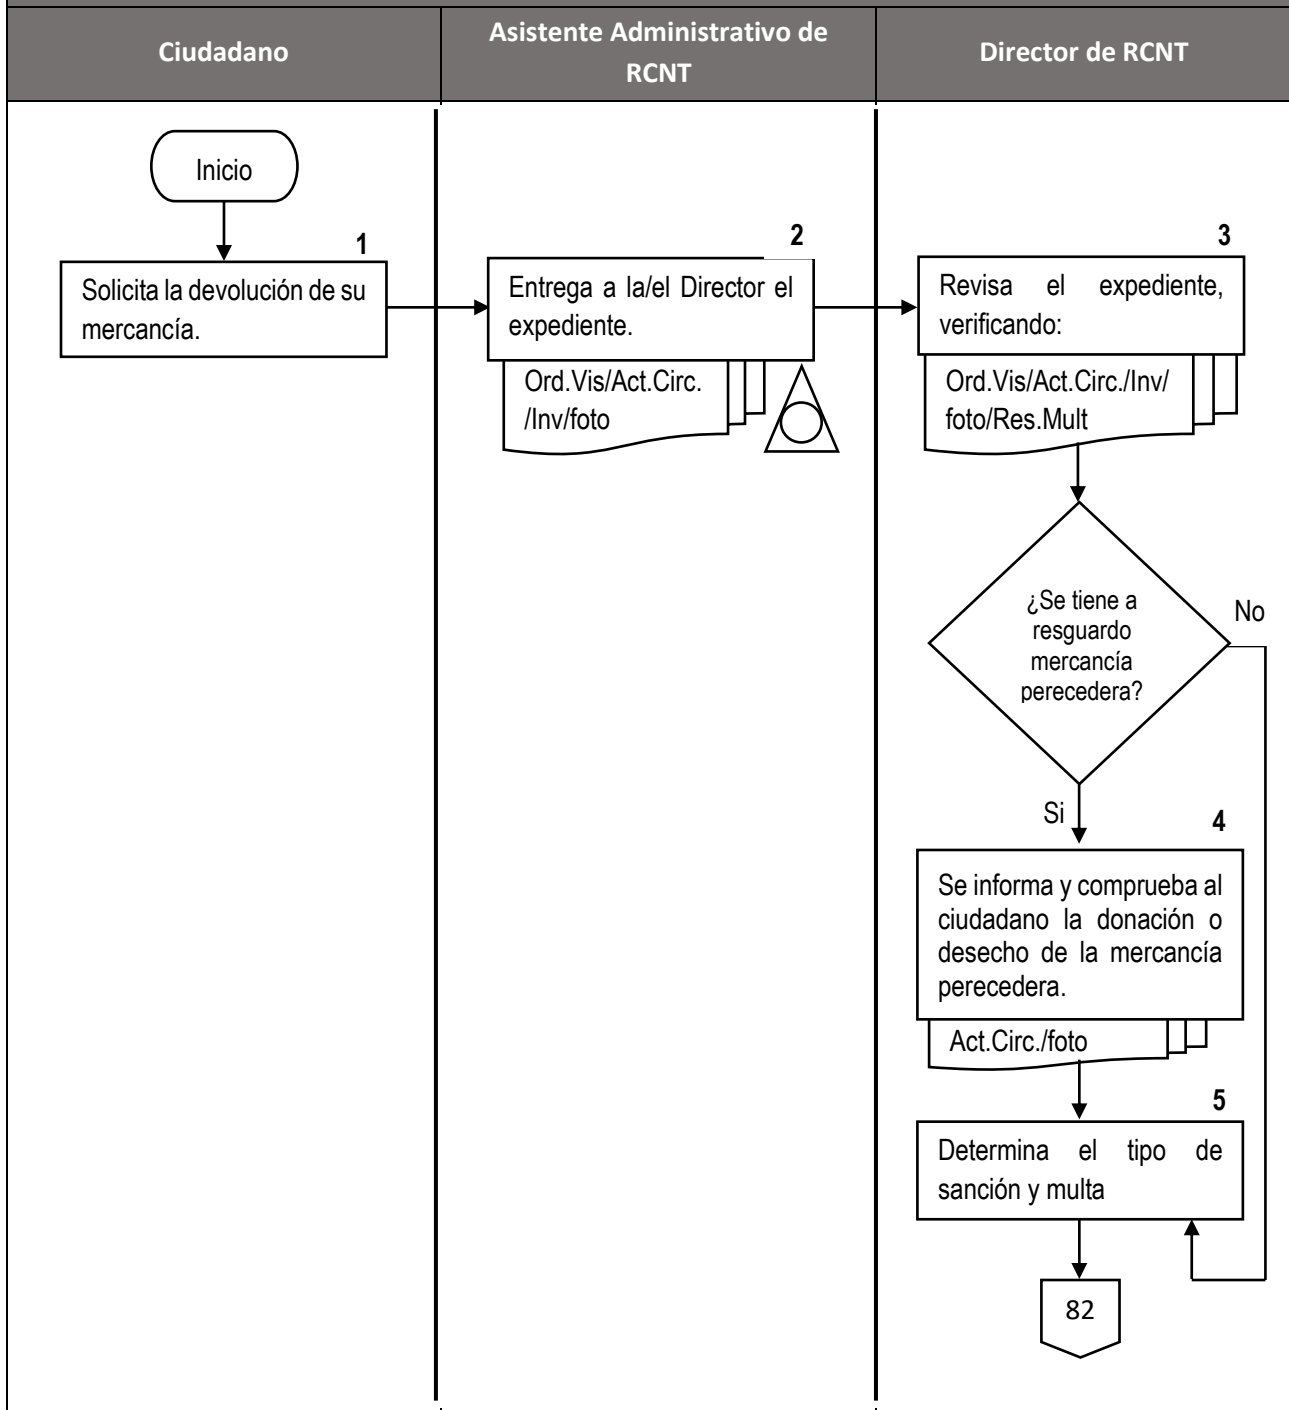 Ciudadano
Asistente Administrativo de
RCNT
Director de RCNT
Inicio
1
Solicita la devolución de su
mercancía.
2
Entrega a la/el Director el
expediente.
Ord.Vis/Act.Circ.
/Inv/foto
3
Revisa el expediente,
verificando:
Ord.Vis/Act.Circ./Inv/
foto/Res.Mult
¿Se tiene a
resguardo
mercancía
perecedera?
No
Si
4
Se informa y comprueba al
ciudadano la donación o
desecho de la mercancía
perecedera.
Act.Circ./foto
5
Determina el tipo de
sanción y multa
82